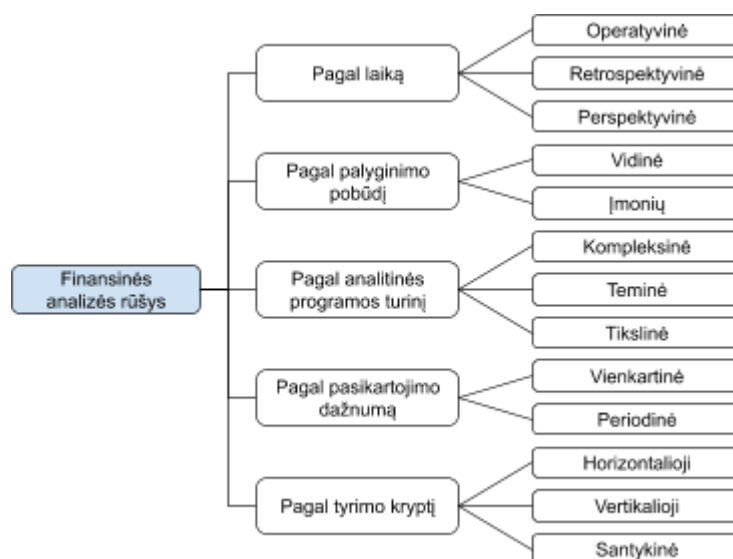 Finansinės
analizės rūšys
Pagal laiką
Operatyvinė
Retrospektyvinė
Perspektyvinė
Pagal palyginimo
pobūdį
Vidinė
Įmonių
Pagal analitinės
programos turinį
Kompleksinė
Teminė
Tikslinė
Pagal pasikartojimo
dažnumą
Vienkartinė
Periodinė
Pagal tyrimo kryptį
Horizontalioji
Vertikalioji
Santykinė